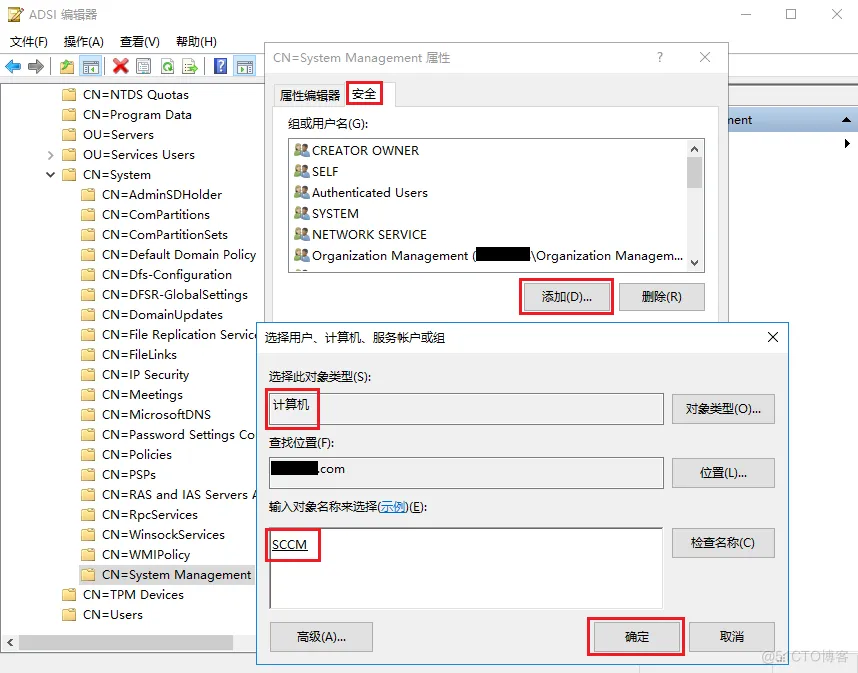 ADSI 编辑器
文件(F) 操作(A) 查看(V) 帮助(H)
CN=NTDS Quotas
CN=Program Data
OU=Servers
OU=Services Users
CN=System
CN=AdminSDHolder
CN=ComPartitions
CN=ComPartitionSets
CN=Default Domain Policy
CN=Dfs-Configuration
CN=DFSR-GlobalSettings
CN=DomainUpdates
CN=File Replication Servic
CN=FileLinks
CN=IP Security
CN=Meetings
CN=MicrosoftDNS
CN=Password Settings Co
CN=Policies
CN=PSPs
CN=RAS and IAS Servers A
CN=RpcServices
CN=WinsockServices
CN=WMIPolicy
CN=System Management
CN=TPM Devices
CN=Users
CN=System Management 属性
属性编辑器 安全
组或用户名(G):
CREATOR OWNER
SELF
Authenticated Users
SYSTEM
NETWORK SERVICE
Organization Management (\Organization Managem...
添加(D)... 删除(R)
ment
选择用户、计算机、服务帐户或组
选择此对象类型(S):
计算机 对象类型(O)...
查找位置(F):
.com 位置(L)...
输入对象名称来选择(示例)(E):
SCCM 检查名称(C)
高级(A)... 确定 取消
@51CTO博客